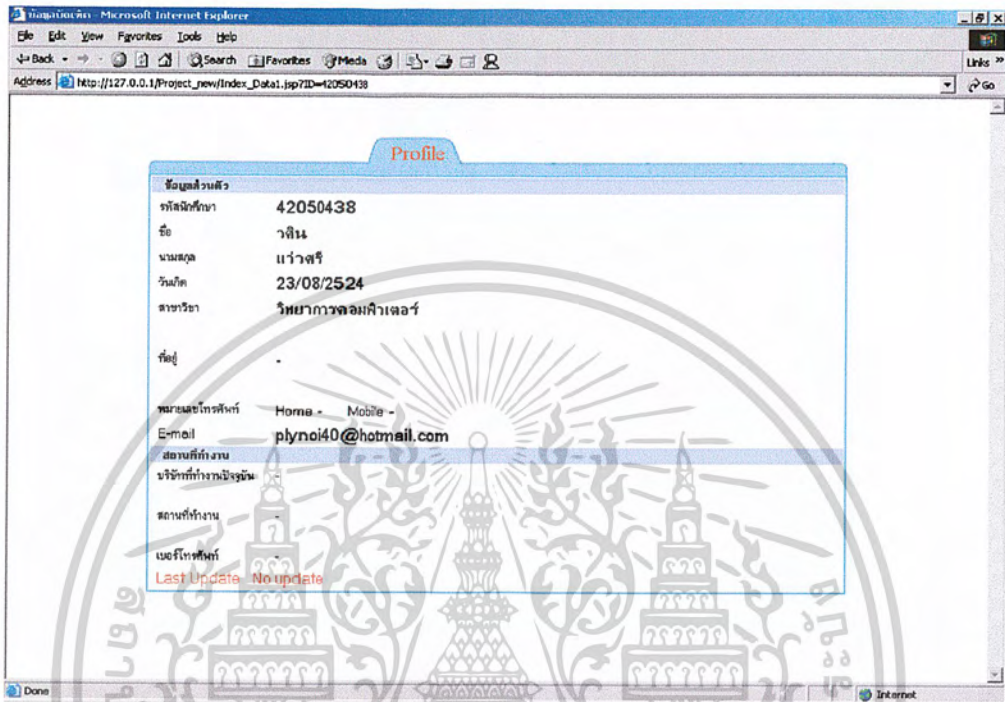 ข้อมูลบัณฑิต - Microsoft Internet Explorer
File Edit View Favorites Tools Help
Back Search Favorites Media
Links »
Address http://127.0.0.1/Project_new/Index_Data1.jsp?ID=42050438 Go
Profile
ข้อมูลส่วนตัว
รหัสนักศึกษา 42050438
ชื่อ วศิน
นามสกุล แว่วศรี
วันเกิด 23/08/2524
สาขาวิชา วิทยาการคอมพิวเตอร์
ที่อยู่ -
หมายเลขโทรศัพท์ Home - Mobile -
E-mail plynoi40@hotmail.com
สถานที่ทำงาน
บริษัทที่ทำงานปัจจุบัน -
สถานที่ทำงาน -
เบอร์โทรศัพท์ -
Last Update No update
Done Internet